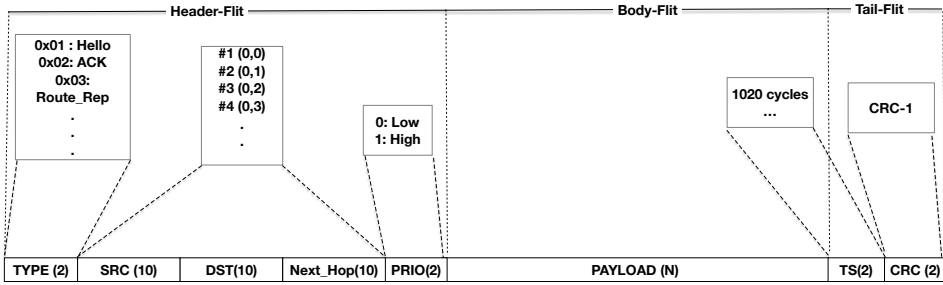 Header-Flit Body-Flit Tail-Flit
0x01 : Hello
0x02: ACK
0x03:
Route_Rep
.
.
.
#1 (0,0)
#2 (0,1)
#3 (0,2)
#4 (0,3)
.
.
0: Low
1: High
1020 cycles
...
CRC-1
TYPE (2) SRC (10) DST(10) Next_Hop(10) PRIO(2) PAYLOAD (N) TS(2) CRC (2)